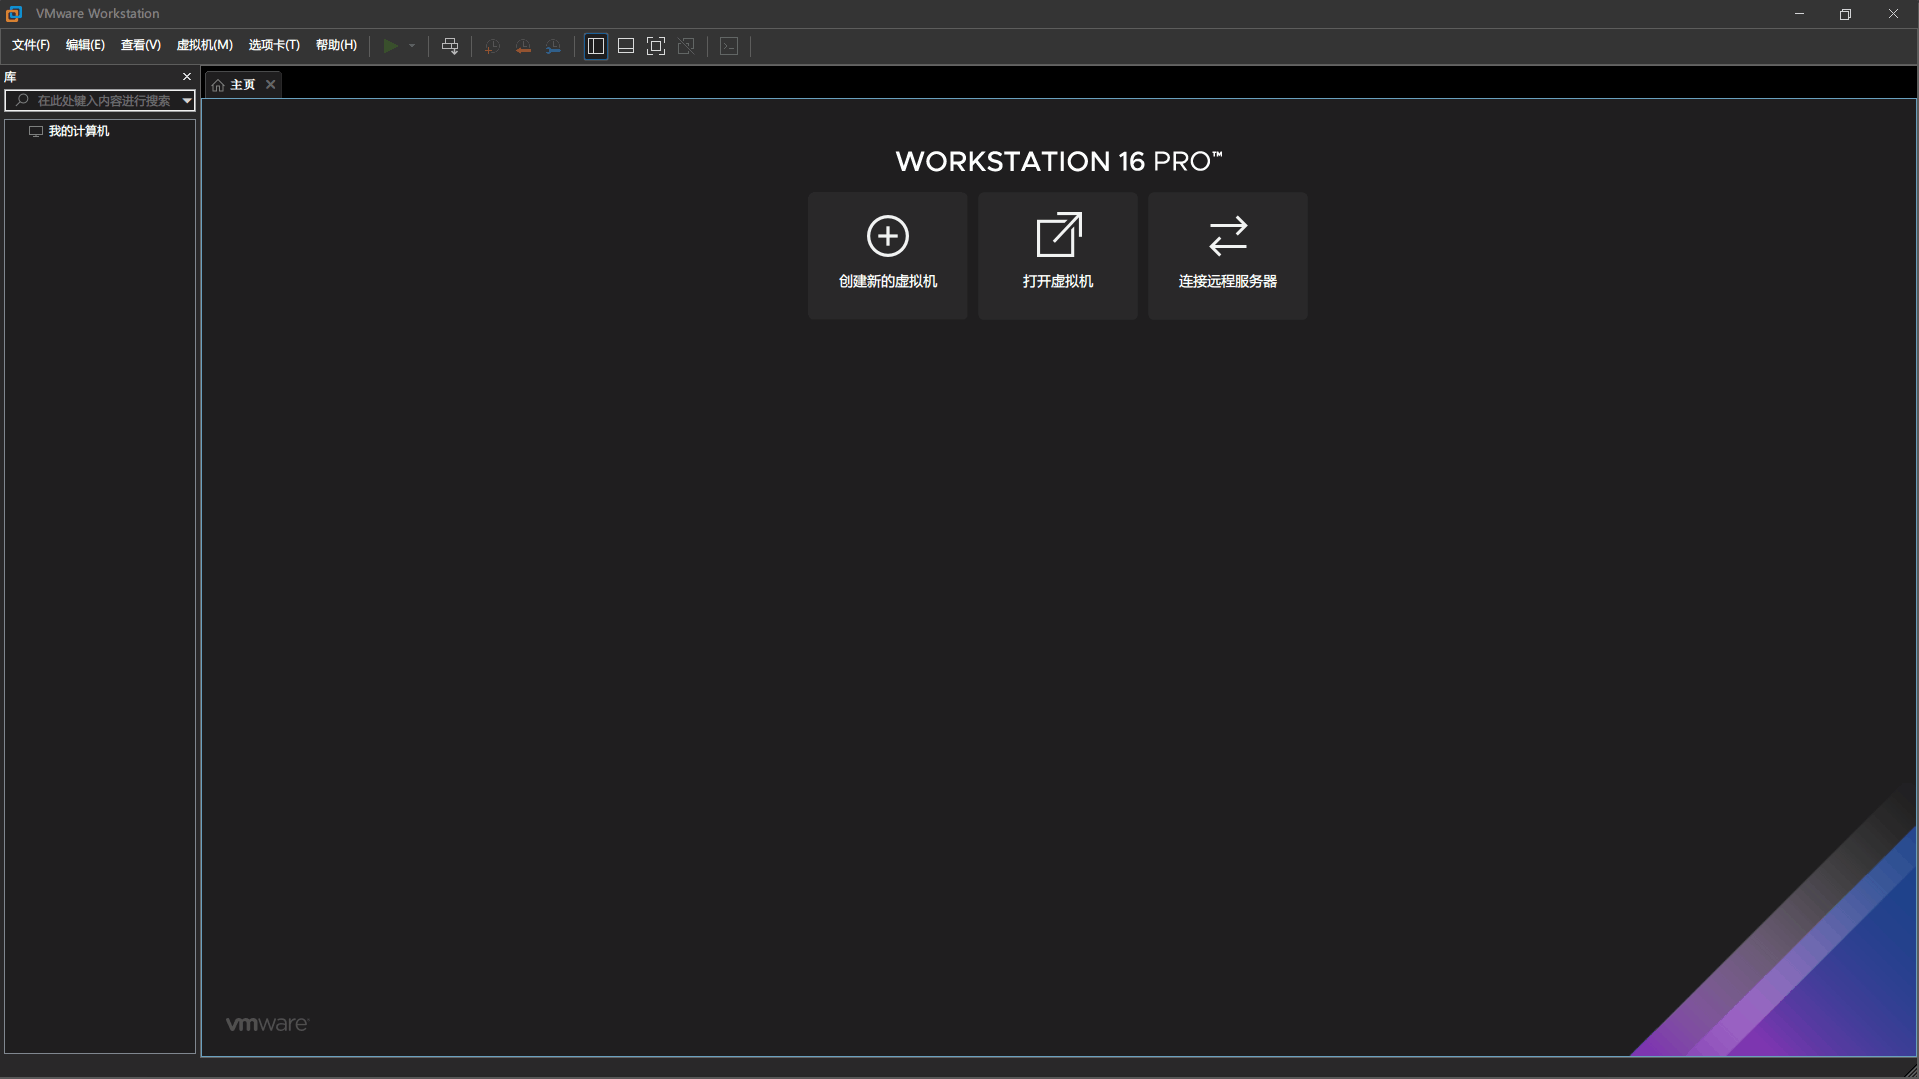 VMware Workstation
文件(F) 编辑(E) 查看(V) 虚拟机(M) 选项卡(T) 帮助(H)
库
在此处键入内容进行搜索
我的计算机
主页
WORKSTATION 16 PRO™
创建新的虚拟机 打开虚拟机 连接远程服务器
vmware